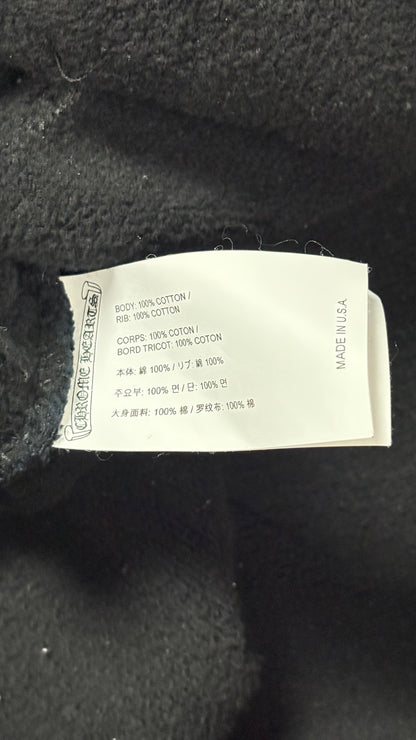 CHROME HEARTS
BODY: 100% COTTON /
RIB: 100% COTTON
CORPS: 100% COTON /
BORD TRICOT: 100% COTON
本体: 綿 100% / リブ: 綿 100%
주요부: 100% 면 / 단: 100% 면
大身面料: 100% 棉 / 罗纹布: 100% 棉
MADE IN U.S.A.